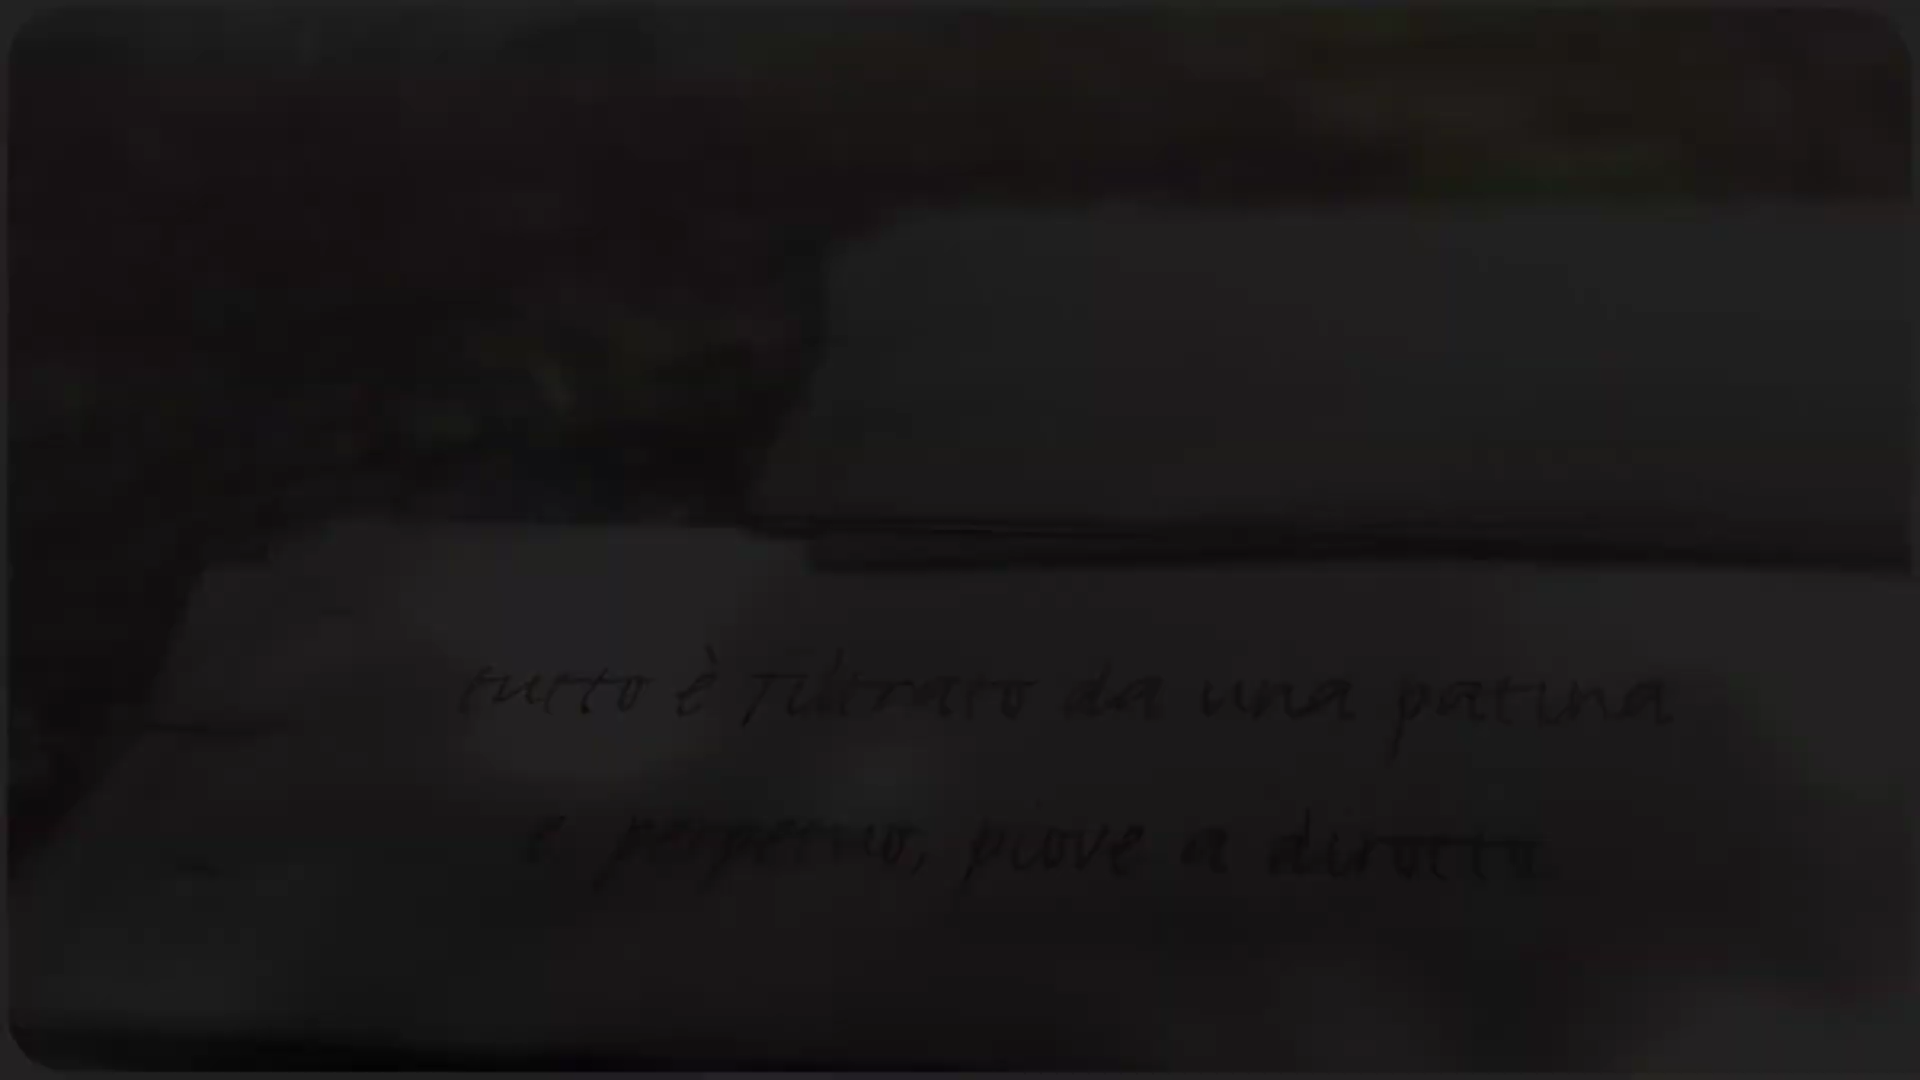 tutto è filtrato da una patina
e perpetuo, piove a dirotto